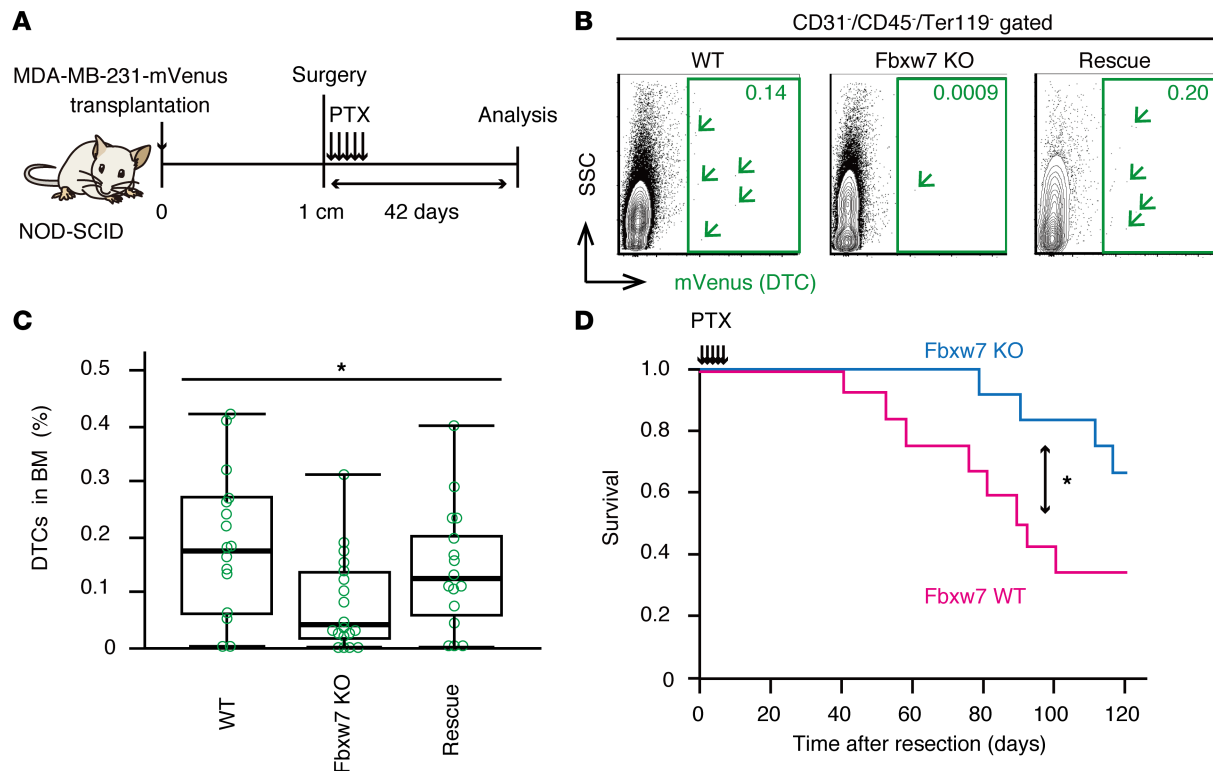 A
MDA-MB-231-mVenus
transplantation
Surgery
PTX
Analysis
0
1 cm
42 days
NOD-SCID
B
CD31⁻/CD45⁻/Ter119⁻ gated
WT
Fbxw7 KO
Rescue
0.14
0.0009
0.20
SSC
mVenus (DTC)
C
DTCs in BM (%)
0.5
0.4
0.3
0.2
0.1
0
*
WT
Fbxw7 KO
Rescue
D
PTX
Fbxw7 KO
1.0
0.8
0.6
0.4
0.2
0
Survival
*
Fbxw7 WT
0 20 40 60 80 100 120
Time after resection (days)